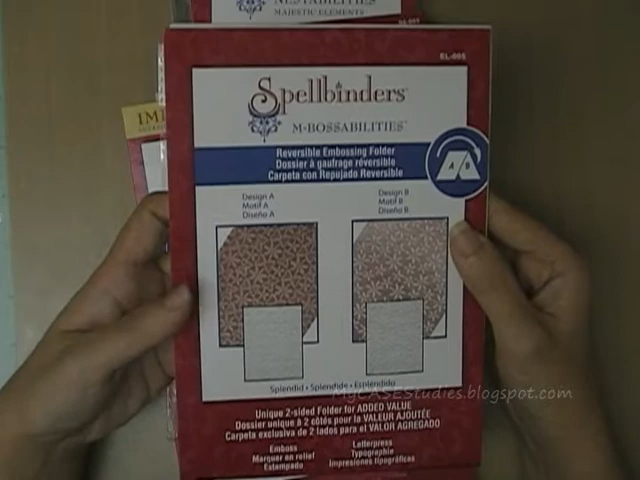 NESTABILITIES
MAJESTIC ELEMENTS
EL-005
Spellbinders
M-BOSSABILITIES
Reversible Embossing Folder
Dossier à gaufrage réversible
Carpeta con Repujado Reversible
A B
Design A
Motif A
Diseño A
Design B
Motif B
Diseño B
Splendid • Splendide • Espléndido
MyCASEStudies.blogspot.com
Unique 2-sided Folder for ADDED VALUE
Dossier unique à 2 côtés pour la VALEUR AJOUTÉE
Carpeta exclusiva de 2 lados para el VALOR AGREGADO
Emboss
Marquer en relief
Estampado
Letterpress
Typographie
Impresiones tipográficas